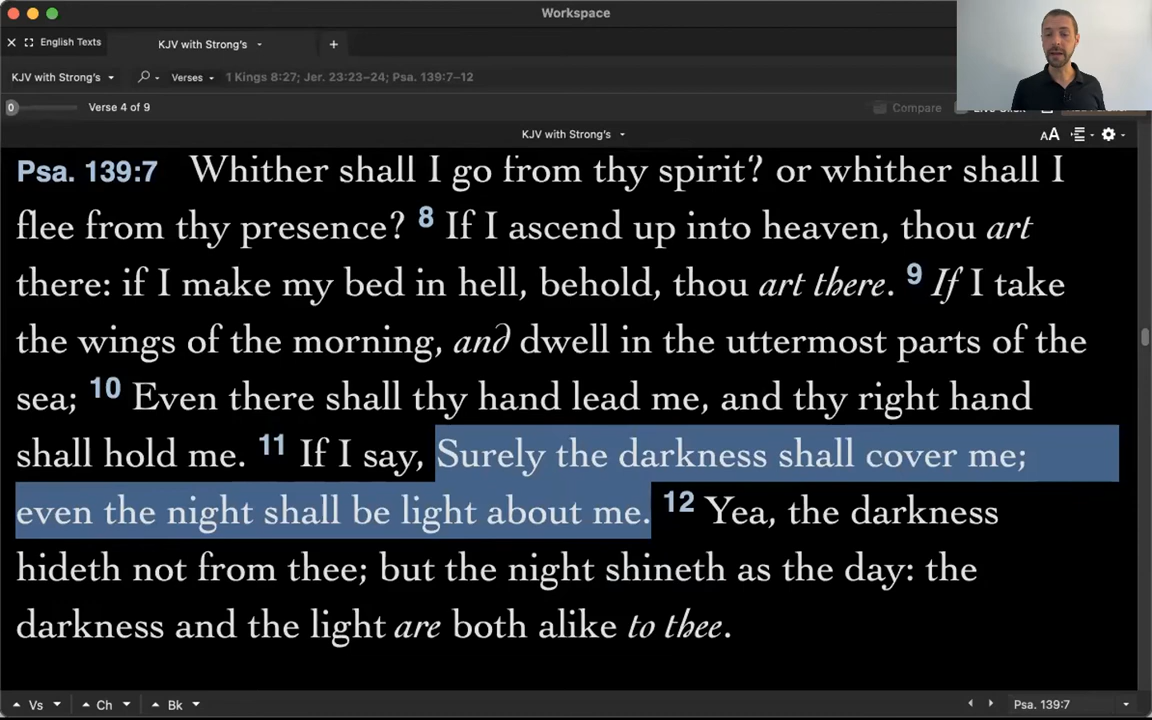 Workspace
English Texts
KJV with Strong's
+
KJV with Strong's
Verses
1 Kings 8:27; Jer. 23:23–24; Psa. 139:7–12
0
Verse 4 of 9
Compare
KJV with Strong's
AA
Psa. 139:7 Whither shall I go from thy spirit? or whither shall I
flee from thy presence? 8 If I ascend up into heaven, thou art
there: if I make my bed in hell, behold, thou art there. 9 If I take
the wings of the morning, and dwell in the uttermost parts of the
sea; 10 Even there shall thy hand lead me, and thy right hand
shall hold me. 11 If I say, Surely the darkness shall cover me;
even the night shall be light about me. 12 Yea, the darkness
hideth not from thee; but the night shineth as the day: the
darkness and the light are both alike to thee.
Vs Ch Bk
Psa. 139:7